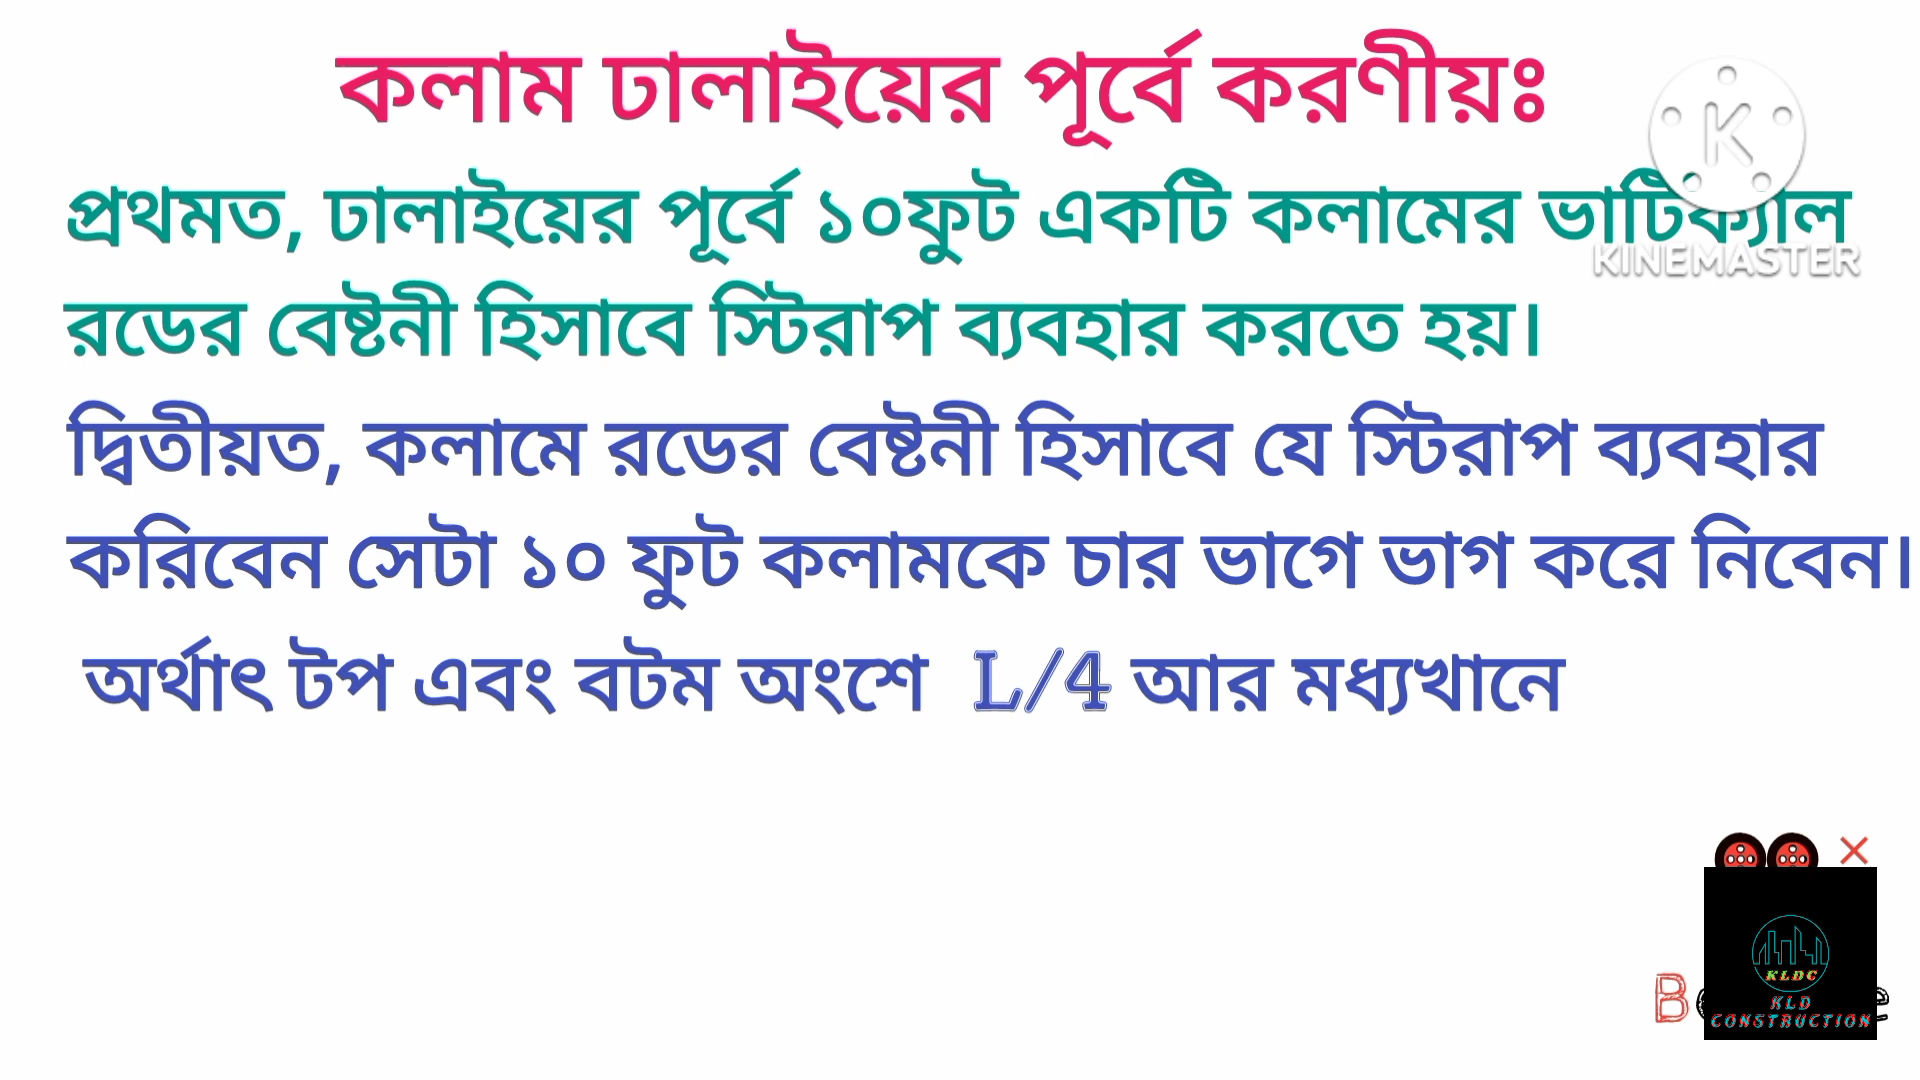 কলাম ঢালাইয়ের পূর্বে করণীয়ঃ
প্রথমত, ঢালাইয়ের পূর্বে ১০ফুট একটি কলামের ভার্টিক্যাল
রডের বেষ্টনী হিসাবে স্টিরাপ ব্যবহার করতে হয়।
দ্বিতীয়ত, কলামে রডের বেষ্টনী হিসাবে যে স্টিরাপ ব্যবহার
করিবেন সেটা ১০ ফুট কলামকে চার ভাগে ভাগ করে নিবেন।
অর্থাৎ টপ এবং বটম অংশে L/4 আর মধ্যখানে
K
KINEMASTER
KLDC
KLD
CONSTRUCTION